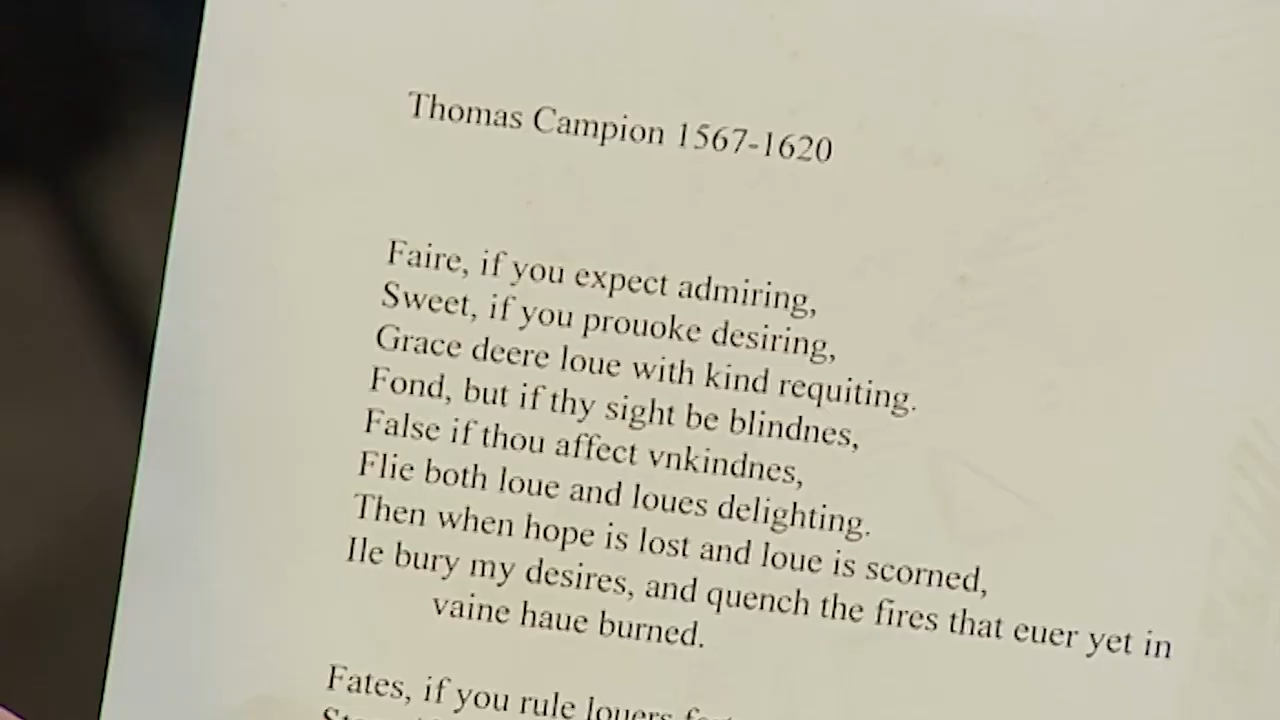 Thomas Campion 1567-1620
Faire, if you expect admiring,
Sweet, if you prouoke desiring,
Grace deere loue with kind requiting.
Fond, but if thy sight be blindnes,
False if thou affect vnkindnes,
Flie both loue and loues delighting.
Then when hope is lost and loue is scorned,
Ile bury my desires, and quench the fires that euer yet in
vaine haue burned.
Fates, if you rule louers